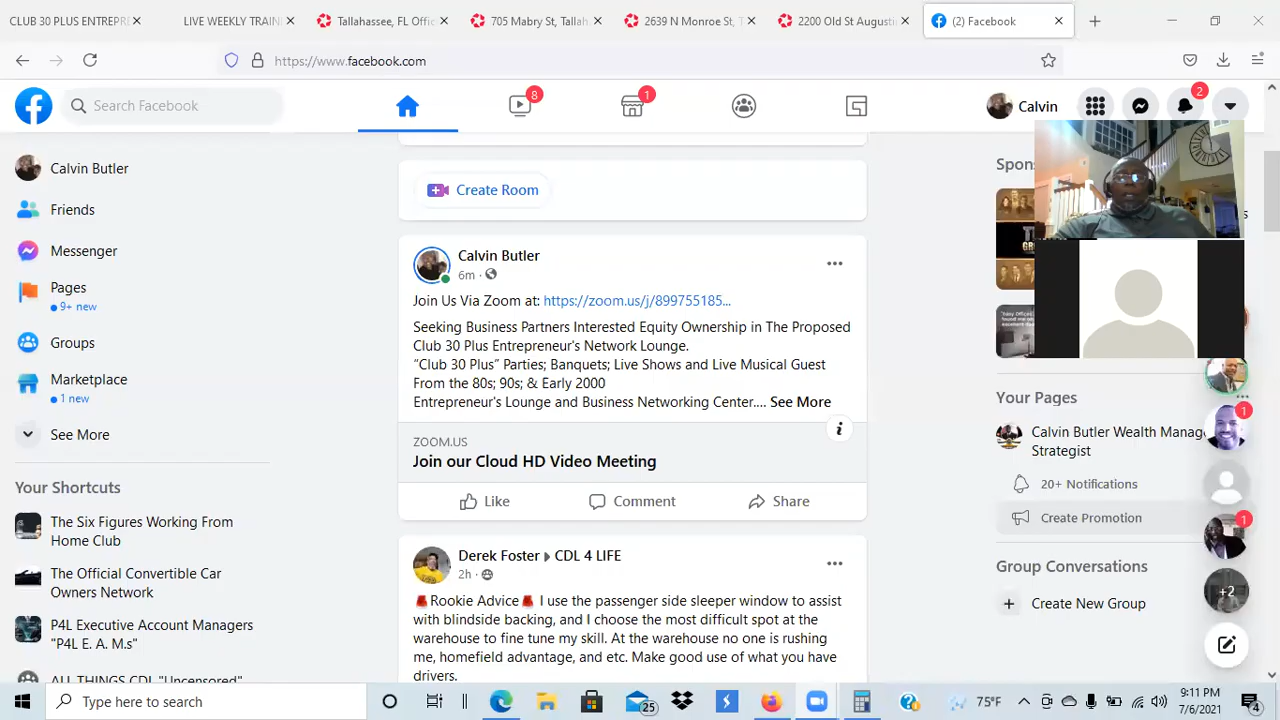 CLUB 30 PLUS ENTREPRE
LIVE WEEKLY TRAIN
Tallahassee, FL Offic
705 Mabry St, Tallah
2639 N Monroe St, T
2200 Old St Augusti
(2) Facebook
https://www.facebook.com
Search Facebook
8
1
Calvin
2
Calvin Butler
Friends
Messenger
Pages
9+ new
Groups
Marketplace
1 new
See More
Your Shortcuts
The Six Figures Working From
Home Club
The Official Convertible Car
Owners Network
P4L Executive Account Managers
"P4L E. A. M.s"
ALL THINGS CDL "Uncensored"
Create Room
Calvin Butler
6m
Join Us Via Zoom at: https://zoom.us/j/899755185...
Seeking Business Partners Interested Equity Ownership in The Proposed
Club 30 Plus Entrepreneur's Network Lounge.
"Club 30 Plus" Parties; Banquets; Live Shows and Live Musical Guest
From the 80s; 90s; & Early 2000
Entrepreneur's Lounge and Business Networking Center.... See More
ZOOM.US
Join our Cloud HD Video Meeting
Like
Comment
Share
Derek Foster
CDL 4 LIFE
2h
Rookie Advice I use the passenger side sleeper window to assist
with blindside backing, and I choose the most difficult spot at the
warehouse to fine tune my skill. At the warehouse no one is rushing
me, homefield advantage, and etc. Make good use of what you have
drivers.
Spons
Your Pages
Calvin Butler Wealth Manag
Strategist
20+ Notifications
Create Promotion
Group Conversations
Create New Group
1
1
+2
Type here to search
25
75°F
9:11 PM
7/6/2021
4